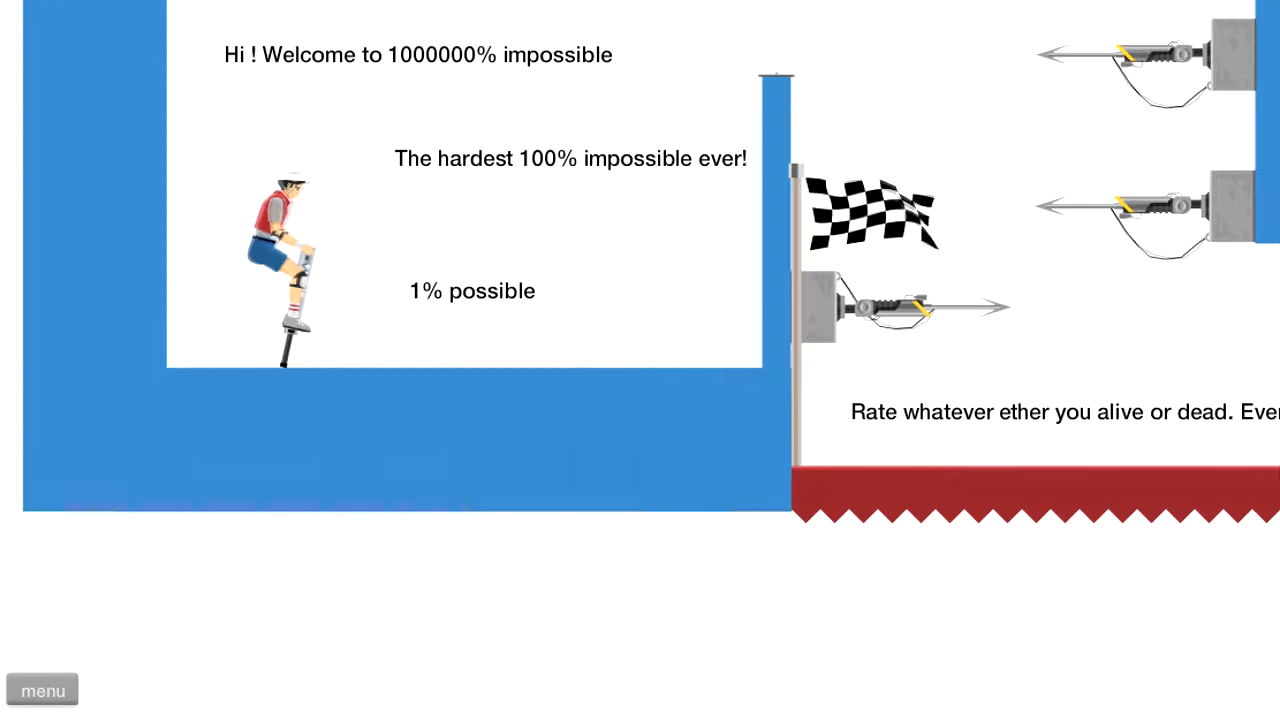 Hi ! Welcome to 1000000% impossible
The hardest 100% impossible ever!
1% possible
Rate whatever ether you alive or dead.
menu